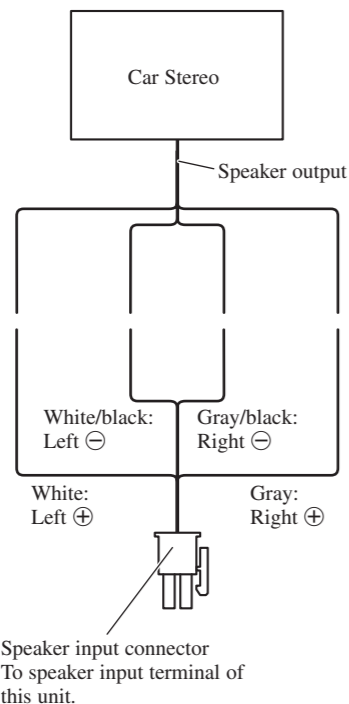 Car Stereo
Speaker output
White/black:
Left ⊖
Gray/black:
Right ⊖
White:
Left ⊕
Gray:
Right ⊕
Speaker input connector
To speaker input terminal of
this unit.